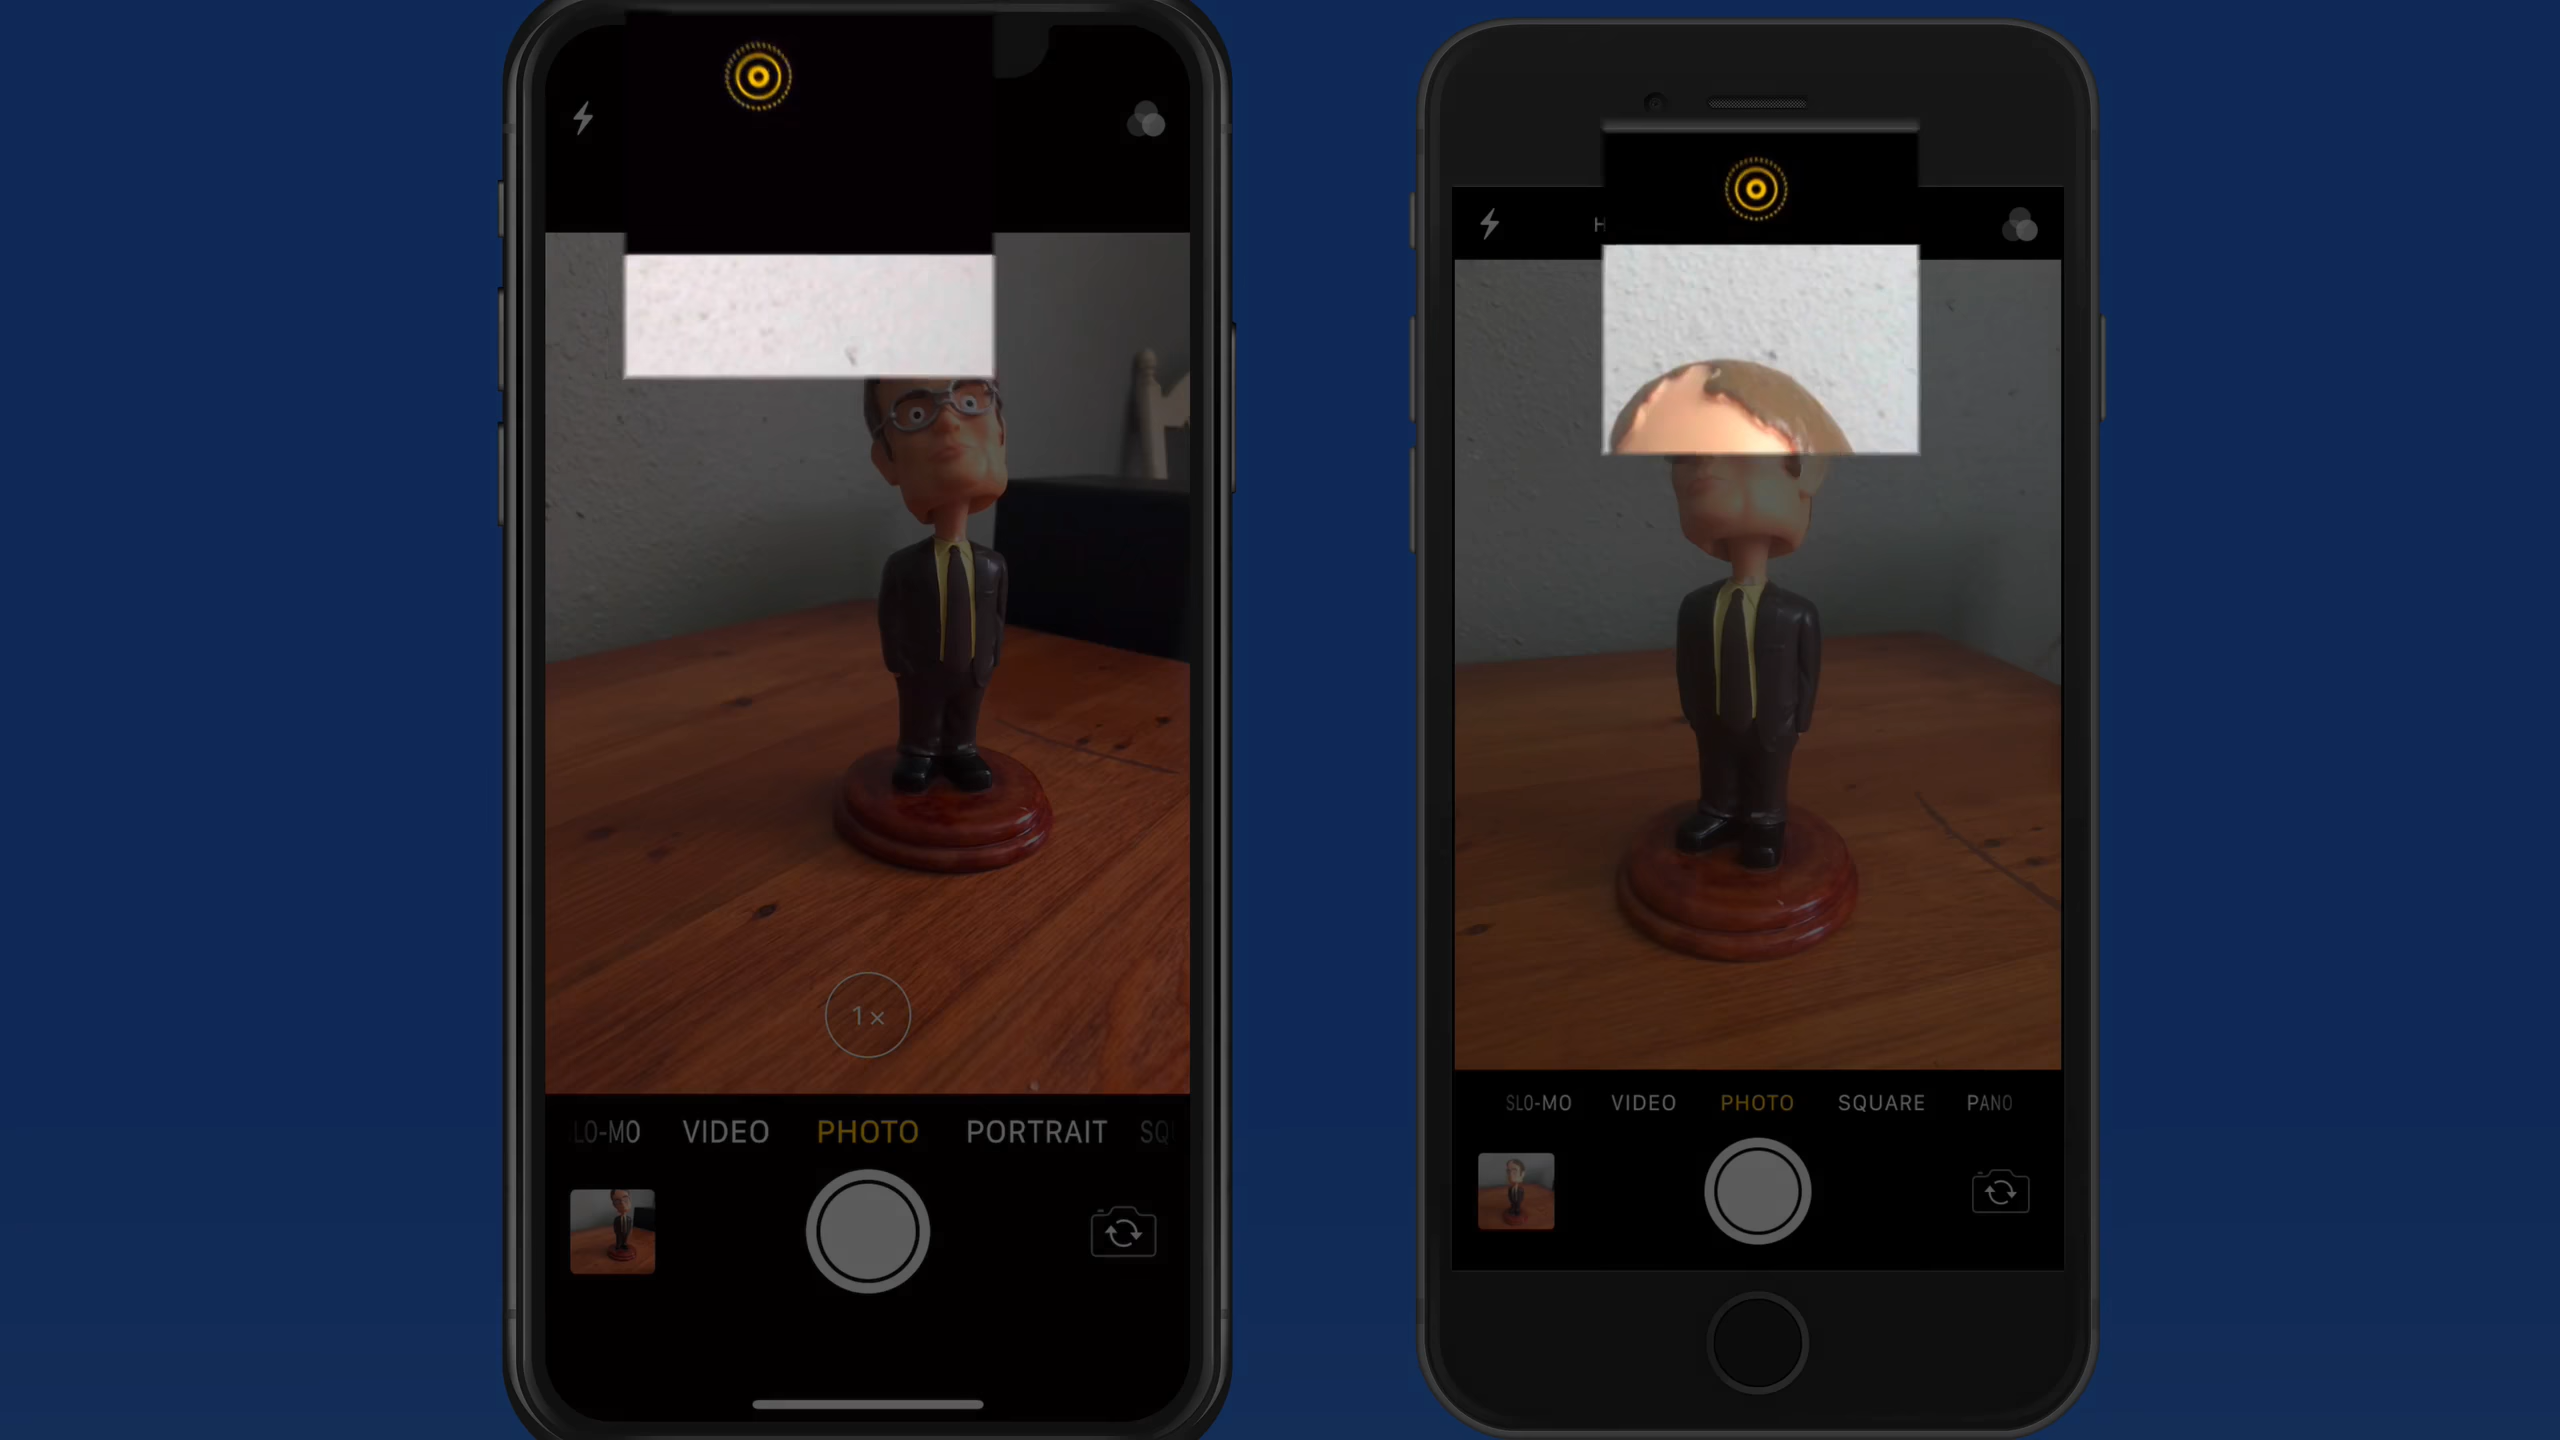 H
1×
LO-MO VIDEO PHOTO PORTRAIT SQ
SLO-MO VIDEO PHOTO SQUARE PANO